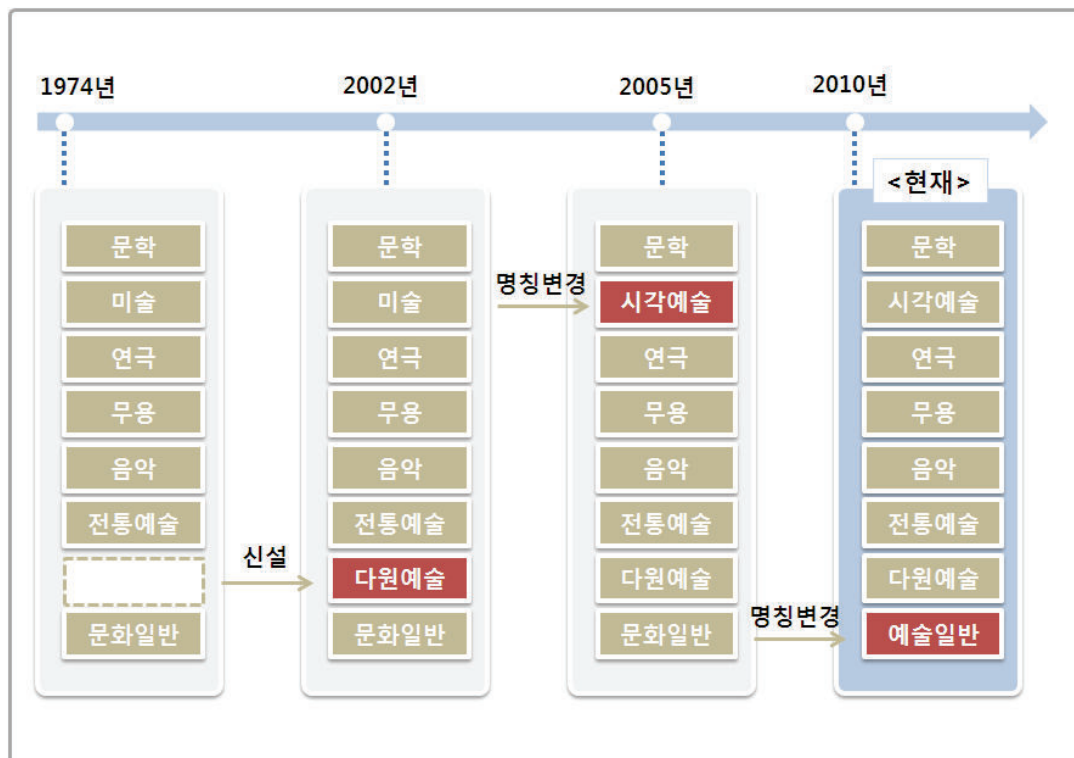 1974년
2002년
2005년
2010년
<현재>
문학
미술
연극
무용
음악
전통예술
문화일반
신설
문학
미술
연극
무용
음악
전통예술
다원예술
문화일반
명칭변경
문학
시각예술
연극
무용
음악
전통예술
다원예술
문화일반
명칭변경
문학
시각예술
연극
무용
음악
전통예술
다원예술
예술일반